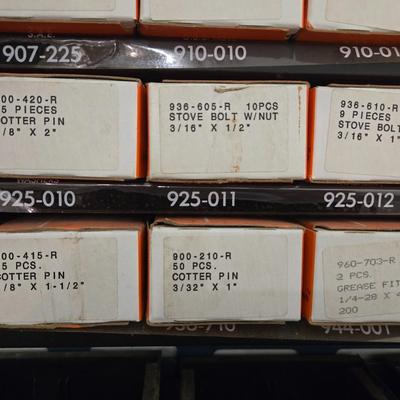 S.A.E.
907-225
910-010
910-01
00-420-R
5 PIECES
COTTER PIN
/8" X 2"
936-605-R 10PCS
STOVE BOLT W/NUT
3/16" X 1/2"
936-610-R
9 PIECES
STOVE BOLT
3/16" X 1"
925-010
925-011
925-012
00-415-R
5 PCS.
COTTER PIN
/8" X 1-1/2"
900-210-R
50 PCS.
COTTER PIN
3/32" X 1"
960-703-R
2 PCS.
GREASE FIT
1/4-28 X
200
944-001